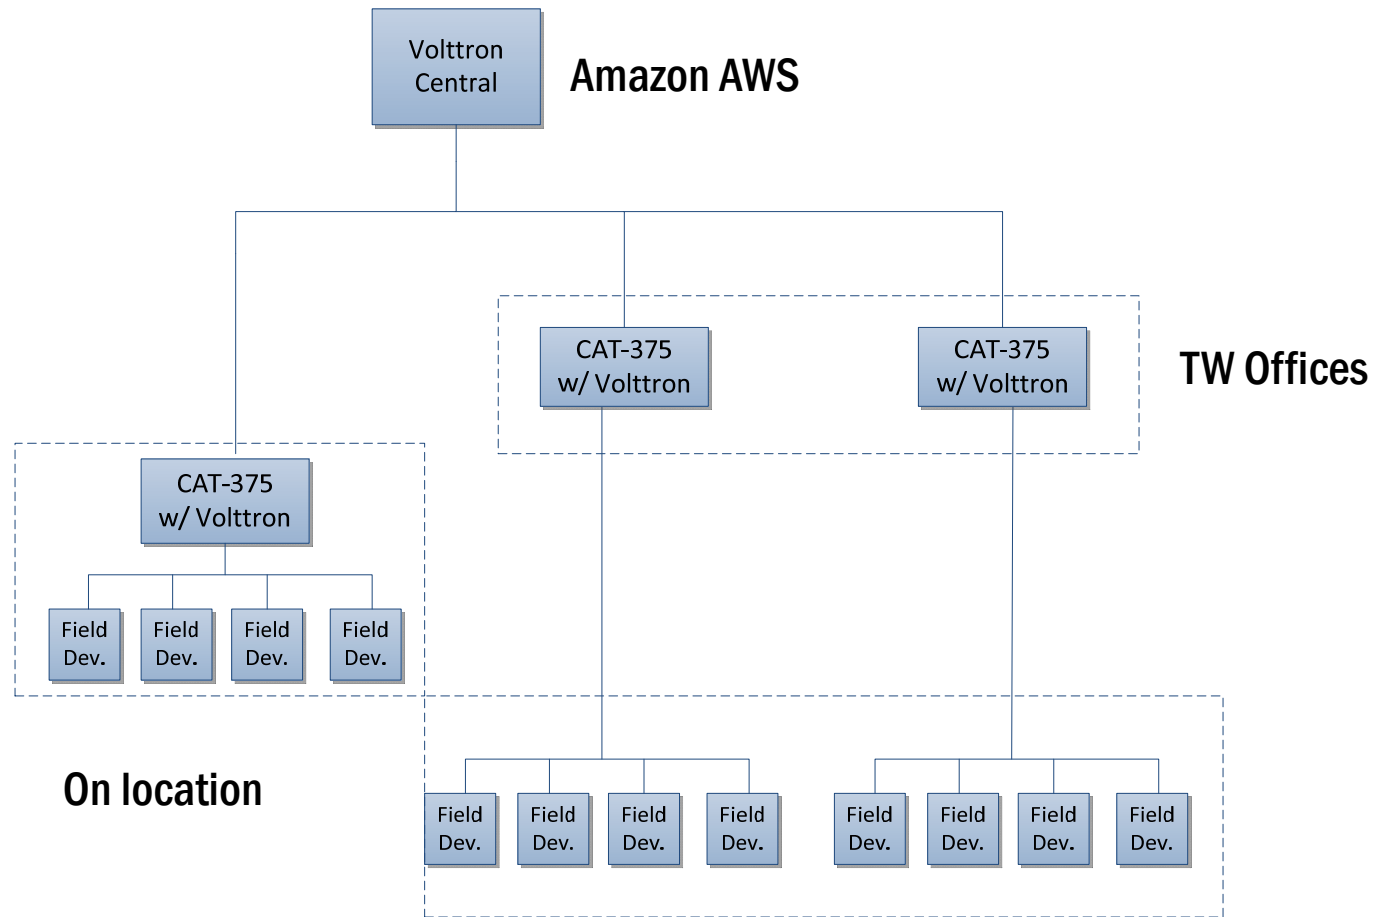 Volttron
Central
Amazon AWS
CAT-375
w/ Volttron
CAT-375
w/ Volttron
TW Offices
CAT-375
w/ Volttron
Field
Dev.
Field
Dev.
Field
Dev.
Field
Dev.
On location
Field
Dev.
Field
Dev.
Field
Dev.
Field
Dev.
Field
Dev.
Field
Dev.
Field
Dev.
Field
Dev.